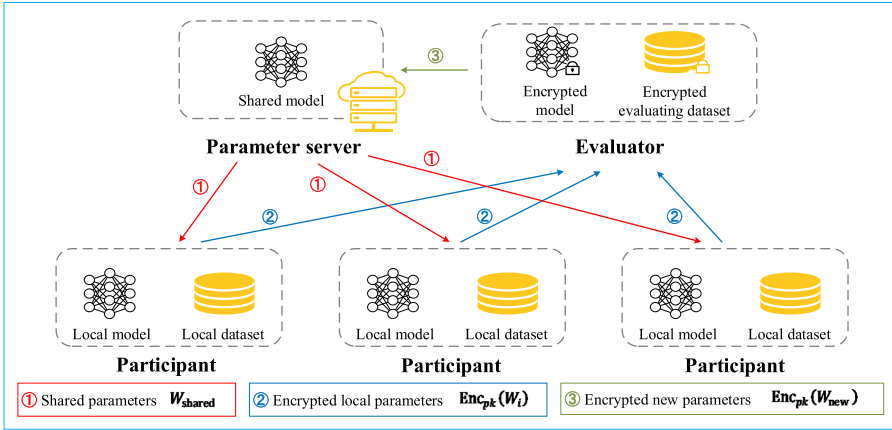 ③
Shared model
Encrypted model
Encrypted evaluating dataset
Parameter server
Evaluator
①
①
①
②
②
②
Local model
Local dataset
Local model
Local dataset
Local model
Local dataset
Participant
Participant
Participant
① Shared parameters W_shared
② Encrypted local parameters Enc_pk(W_i)
③ Encrypted new parameters Enc_pk(W_new)